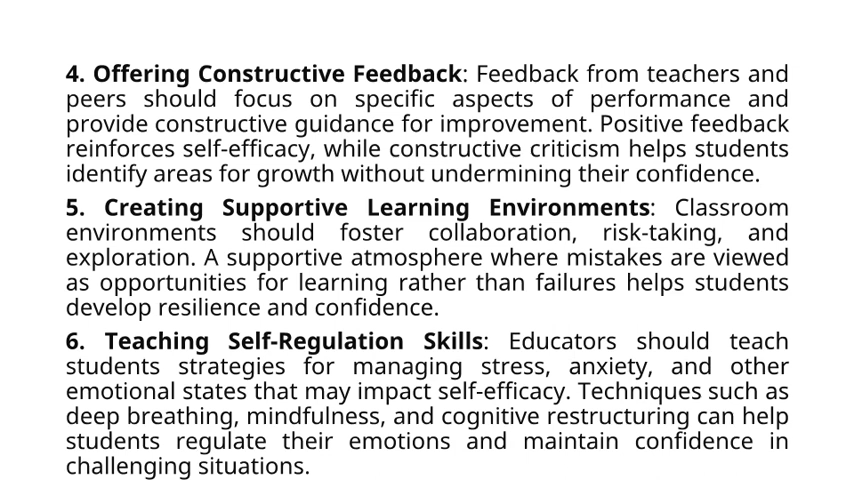 4. Offering Constructive Feedback: Feedback from teachers and
peers should focus on specific aspects of performance and
provide constructive guidance for improvement. Positive feedback
reinforces self-efficacy, while constructive criticism helps students
identify areas for growth without undermining their confidence.
5. Creating Supportive Learning Environments: Classroom
environments should foster collaboration, risk-taking, and
exploration. A supportive atmosphere where mistakes are viewed
as opportunities for learning rather than failures helps students
develop resilience and confidence.
6. Teaching Self-Regulation Skills: Educators should teach
students strategies for managing stress, anxiety, and other
emotional states that may impact self-efficacy. Techniques such as
deep breathing, mindfulness, and cognitive restructuring can help
students regulate their emotions and maintain confidence in
challenging situations.